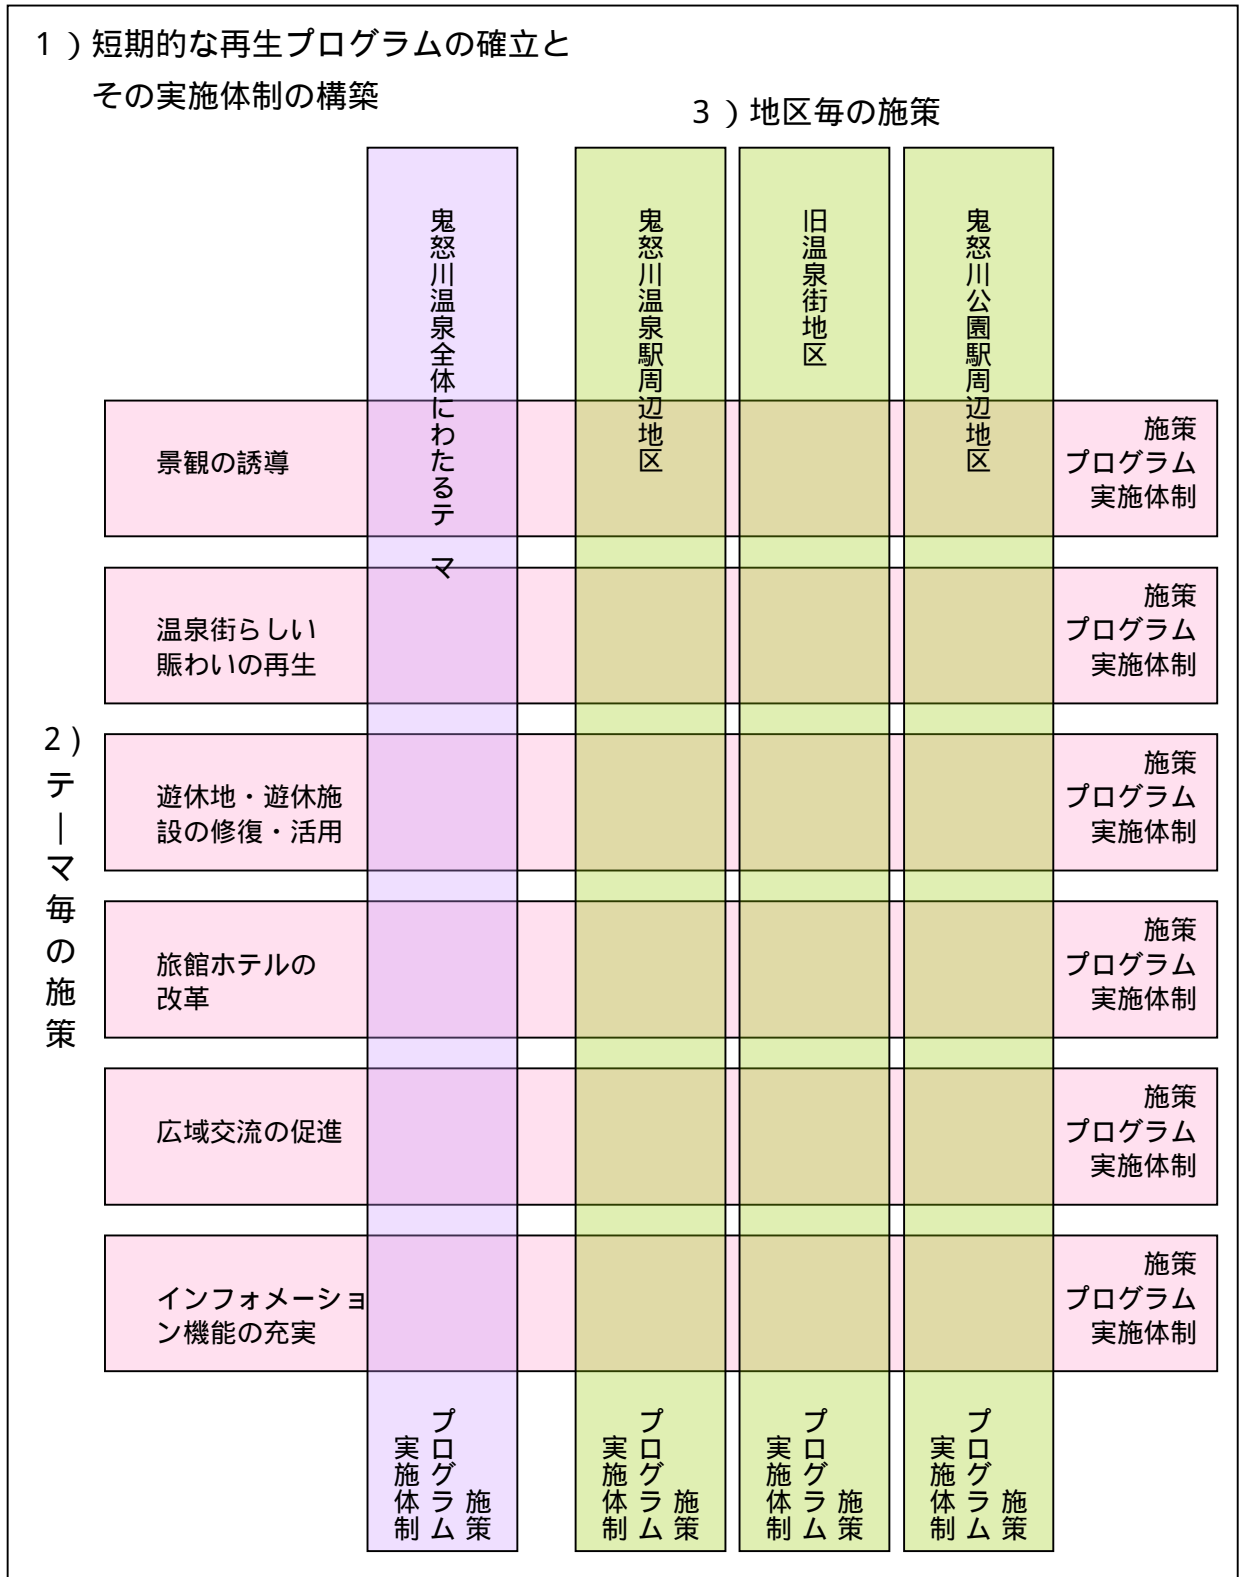 1）短期的な再生プログラムの確立と
その実施体制の構築
3）地区毎の施策
鬼怒川温泉全体にわたるテ マ
鬼怒川温泉駅周辺地区
旧温泉街地区
鬼怒川公園駅周辺地区
2）
テーマ毎の施策
景観の誘導
施策
プログラム
実施体制
温泉街らしい
賑わいの再生
施策
プログラム
実施体制
遊休地・遊休施
設の修復・活用
施策
プログラム
実施体制
旅館ホテルの
改革
施策
プログラム
実施体制
広域交流の促進
施策
プログラム
実施体制
インフォメーショ
ン機能の充実
施策
プログラム
実施体制
施策
プログラム
実施体制
施策
プログラム
実施体制
施策
プログラム
実施体制
施策
プログラム
実施体制